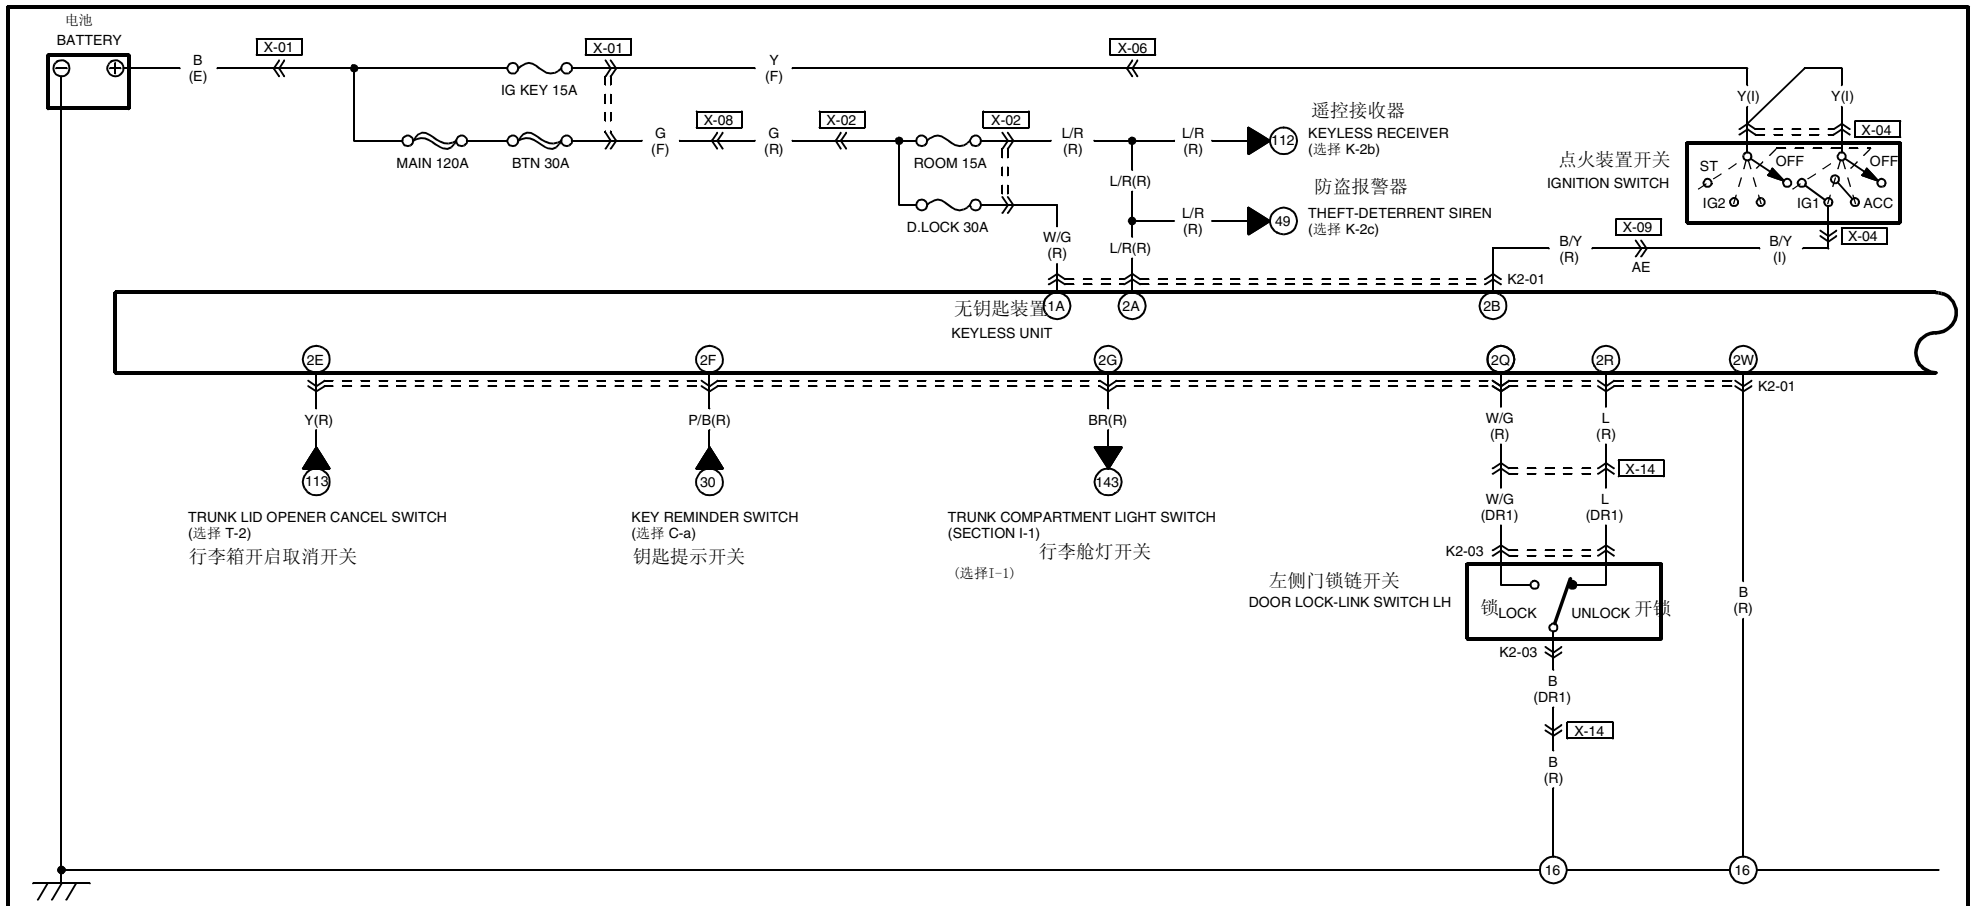 电池
BATTERY
X-01
X-01
X-06
B
(E)
Y
(F)
IG KEY 15A
MAIN 120A
BTN 30A
G
(F)
X-08
G
(R)
X-02
X-02
ROOM 15A
D.LOCK 30A
L/R
(R)
L/R
(R)
112
遥控接收器
KEYLESS RECEIVER
(选择 K-2b)
L/R(R)
L/R
(R)
49
防盗报警器
THEFT-DETERRENT SIREN
(选择 K-2c)
W/G
(R)
L/R(R)
Y(I)
Y(I)
X-04
点火装置开关
IGNITION SWITCH
ST
OFF
OFF
IG2
IG1
ACC
X-04
X-09
B/Y
(R)
AE
B/Y
(I)
K2-01
无钥匙装置
KEYLESS UNIT
1A
2A
2B
2E
2F
2G
2Q
2R
2W
K2-01
Y(R)
P/B(R)
BR(R)
W/G
(R)
L
(R)
X-14
113
30
143
TRUNK LID OPENER CANCEL SWITCH
(选择 T-2)
行李箱开启取消开关
KEY REMINDER SWITCH
(选择 C-a)
钥匙提示开关
TRUNK COMPARTMENT LIGHT SWITCH
(SECTION I-1)
行李舱灯开关
(选择I-1)
W/G
(DR1)
L
(DR1)
K2-03
左侧门锁链开关
DOOR LOCK-LINK SWITCH LH
锁LOCK
UNLOCK 开锁
B
(R)
K2-03
B
(DR1)
X-14
B
(R)
16
16